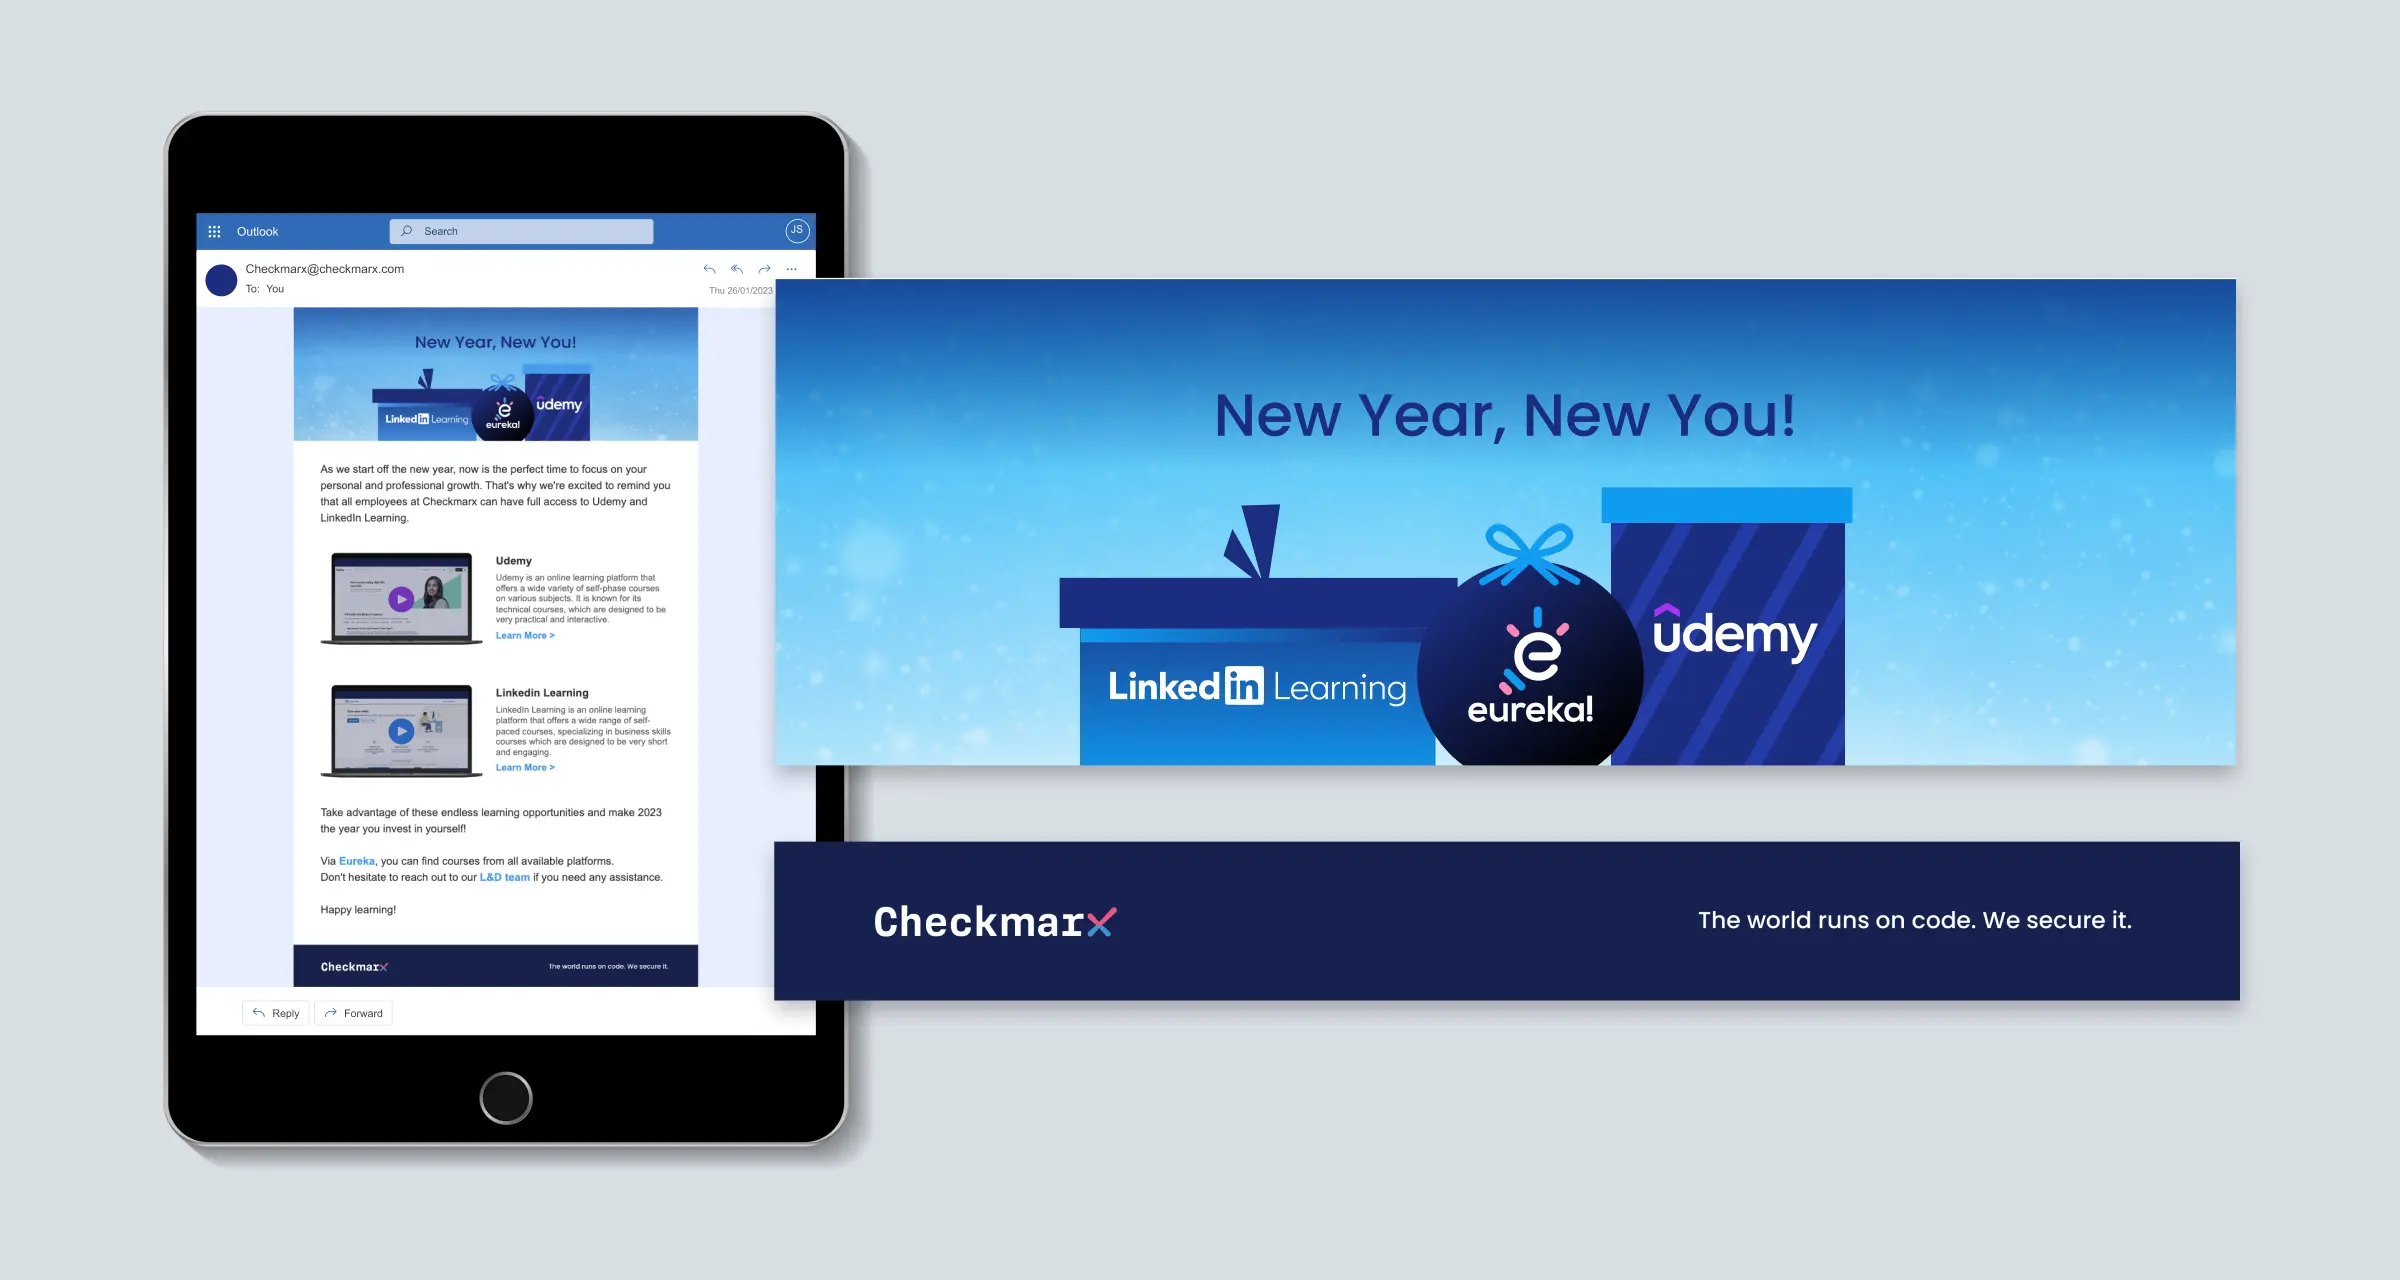 Outlook
Search
JS
Checkmarx@checkmarx.com
To: You
Thu 26/01/2023
New Year, New You!
Linkedin Learning
eureka!
udemy
As we start off the new year, now is the perfect time to focus on your
personal and professional growth. That's why we're excited to remind you
that all employees at Checkmarx can have full access to Udemy and
LinkedIn Learning.
Udemy
Udemy is an online learning platform that
offers a wide variety of self-phase courses
on various subjects. It is known for its
technical courses, which are designed to be
very practical and interactive.
Learn More >
Linkedin Learning
LinkedIn Learning is an online learning
platform that offers a wide range of self-
paced courses, specializing in business skills
courses which are designed to be very short
and engaging.
Learn More >
Take advantage of these endless learning opportunities and make 2023
the year you invest in yourself!
Via Eureka, you can find courses from all available platforms.
Don't hesitate to reach out to our L&D team if you need any assistance.
Happy learning!
Checkmarx
The world runs on code. We secure it.
Reply
Forward
New Year, New You!
Linkedin Learning
eureka!
udemy
Checkmarx
The world runs on code. We secure it.